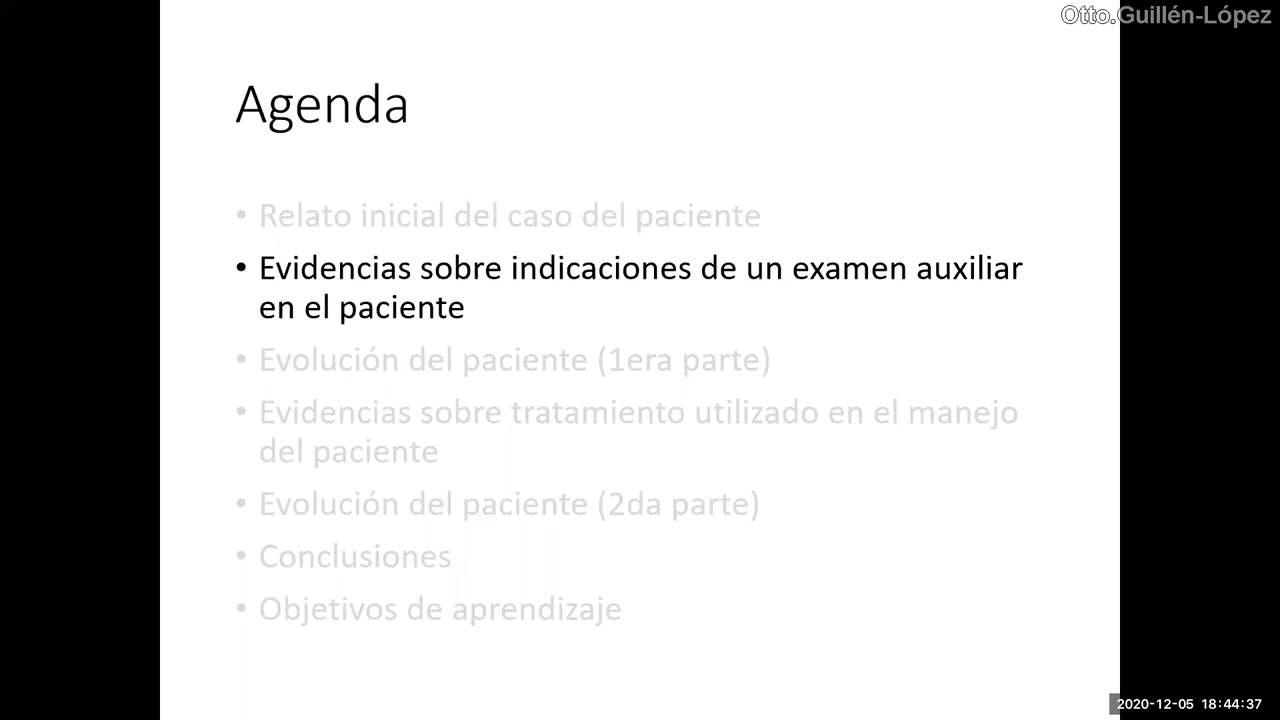 Otto.Guillén-López
Agenda
• Relato inicial del caso del paciente
• Evidencias sobre indicaciones de un examen auxiliar
en el paciente
• Evolución del paciente (1era parte)
• Evidencias sobre tratamiento utilizado en el manejo
del paciente
• Evolución del paciente (2da parte)
• Conclusiones
• Objetivos de aprendizaje
2020-12-05 18:44:37